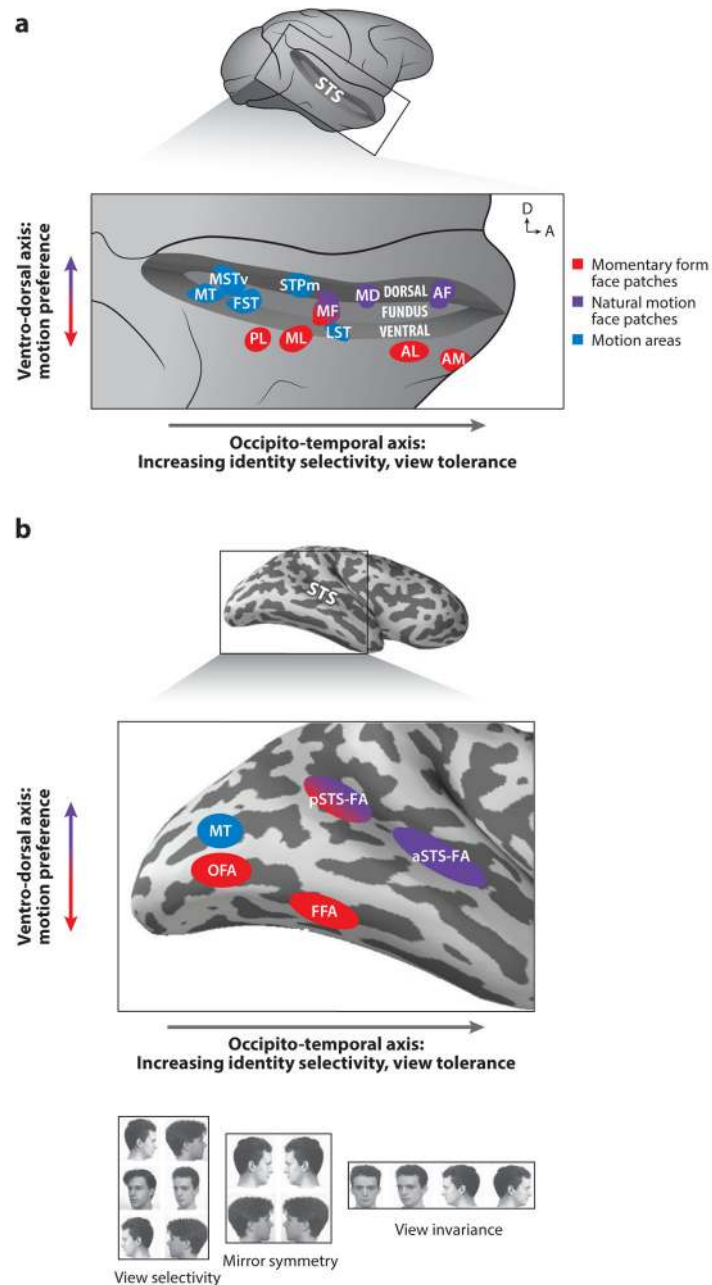 a
STS
D
A
Ventro-dorsal axis:
motion preference
MSTv
STPm
MT
FST
MF
MD
DORSAL
AF
FUNDUS
VENTRAL
LST
PL
ML
AL
AM
Momentary form
face patches
Natural motion
face patches
Motion areas
Occipito-temporal axis:
Increasing identity selectivity, view tolerance
b
STS
Ventro-dorsal axis:
motion preference
pSTS-FA
MT
aSTS-FA
OFA
FFA
Occipito-temporal axis:
Increasing identity selectivity, view tolerance
View selectivity
Mirror symmetry
View invariance